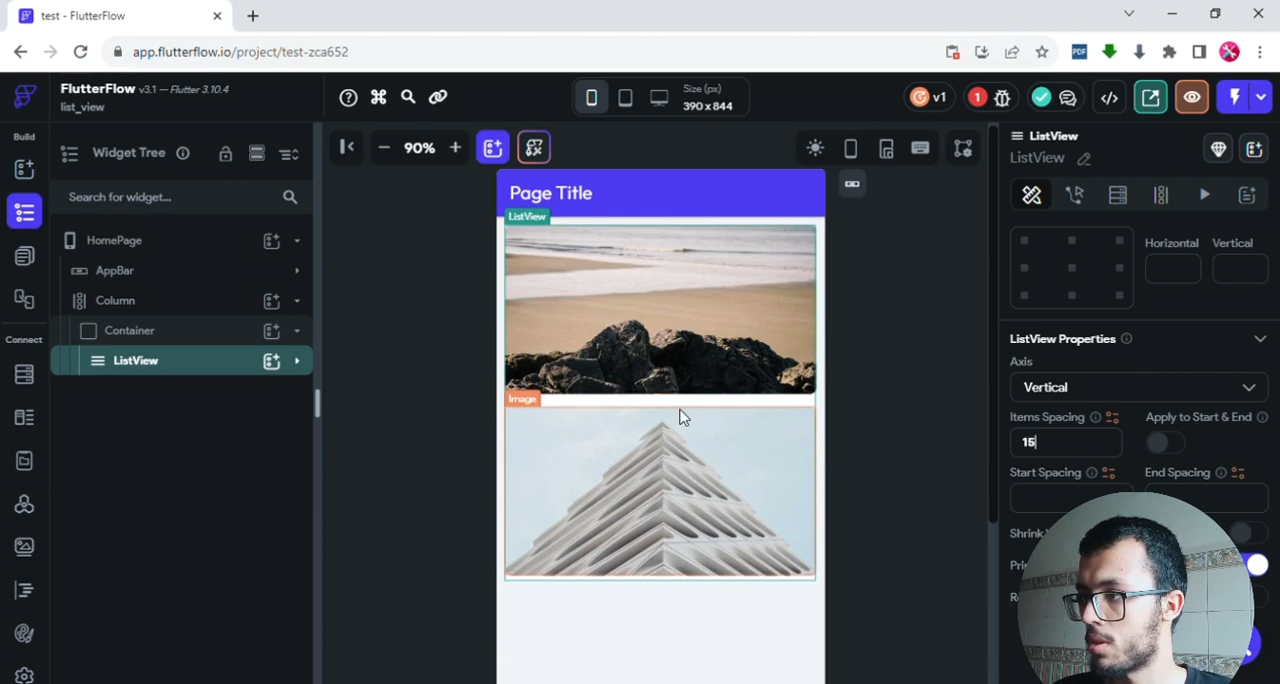 test - FlutterFlow
app.flutterflow.io/project/test-zca652
PDF
FlutterFlow v3.1 – Flutter 3.10.4
list_view
Size (px)
390 x 844
v1
1
Build
Widget Tree
90%
ListView
ListView
Search for widget...
Page Title
HomePage
ListView
Horizontal
Vertical
AppBar
Column
Connect
Container
ListView Properties
ListView
Axis
Vertical
Image
Items Spacing
Apply to Start & End
15
Start Spacing
End Spacing
Shrink